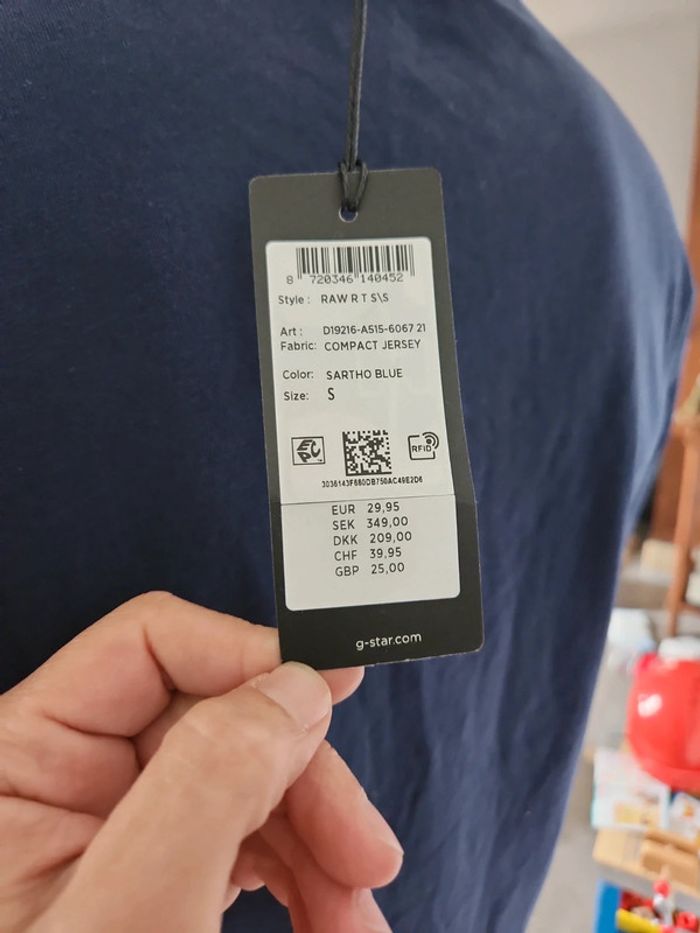 8 720346 140452
Style : RAW R T S\S
Art : D19216-A515-6067 21
Fabric: COMPACT JERSEY
Color: SARTHO BLUE
Size: S
RFID
3036143F680DB750AC49E2D6
EUR 29,95
SEK 349,00
DKK 209,00
CHF 39,95
GBP 25,00
g-star.com